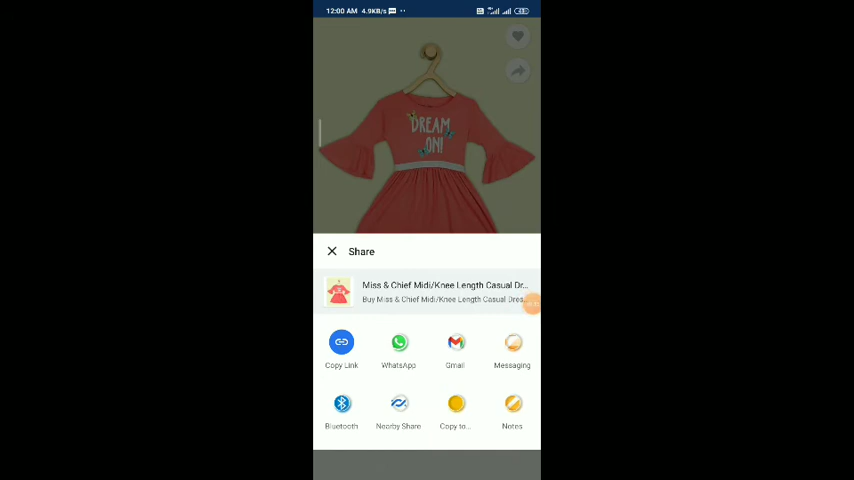 12:00 AM 4.9KB/s
DREAM
ON!
Share
Miss & Chief Midi/Knee Length Casual Dr...
Buy Miss & Chief Midi/Knee Length Casual Drea...
Copy Link
WhatsApp
Gmail
Messaging
Bluetooth
Nearby Share
Copy to...
Notes